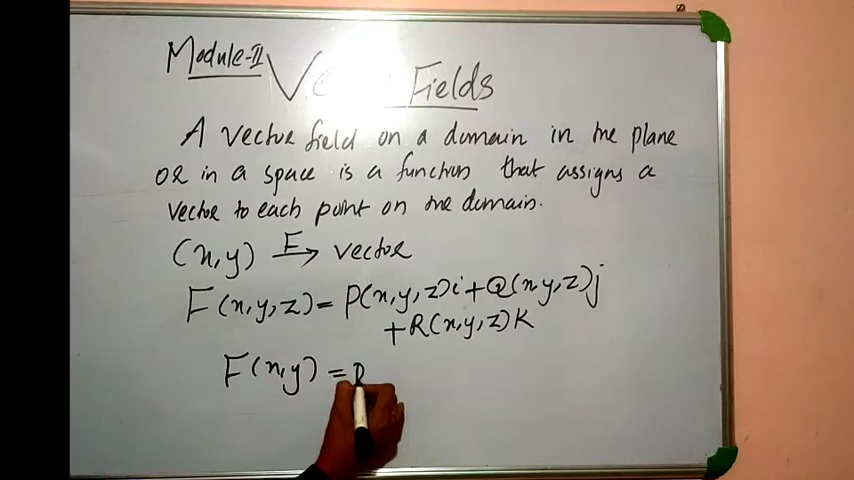 Module-II Vector Fields
A vector field on a domain in the plane
OR in a space is a function that assigns a
vector to each point on the domain.
(x,y) F→ vector
F(x,y,z)= P(x,y,z)i+Q(x,y,z)j
+R(x,y,z)K
F(x,y) = P